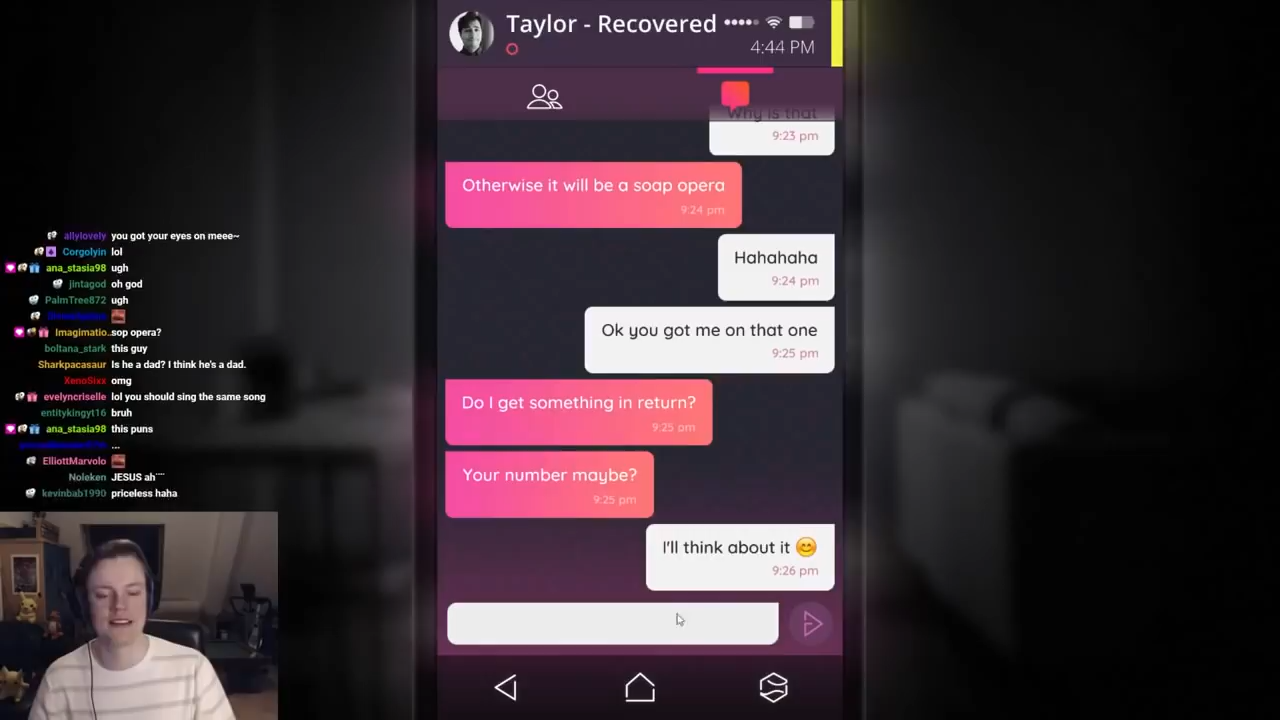 Taylor - Recovered
4:44 PM
Why is that
9:23 pm
Otherwise it will be a soap opera
9:24 pm
Hahahaha
9:24 pm
Ok you got me on that one
9:25 pm
Do I get something in return?
9:25 pm
Your number maybe?
9:25 pm
I'll think about it 😊
9:26 pm
allylovely you got your eyes on meee~
Corgolyin lol
ana_stasia98 ugh
jintagod oh god
PalmTree872 ugh
Imagimatio.. sop opera?
boltana_stark this guy
Sharkpacasaur Is he a dad? I think he's a dad.
XenoSixx omg
evelyncriselle lol you should sing the same song
entitykingyt16 bruh
ana_stasia98 this puns
...
ElliottMarvolo
Noleken JESUS ah¨¨
kevinbab1990 priceless haha